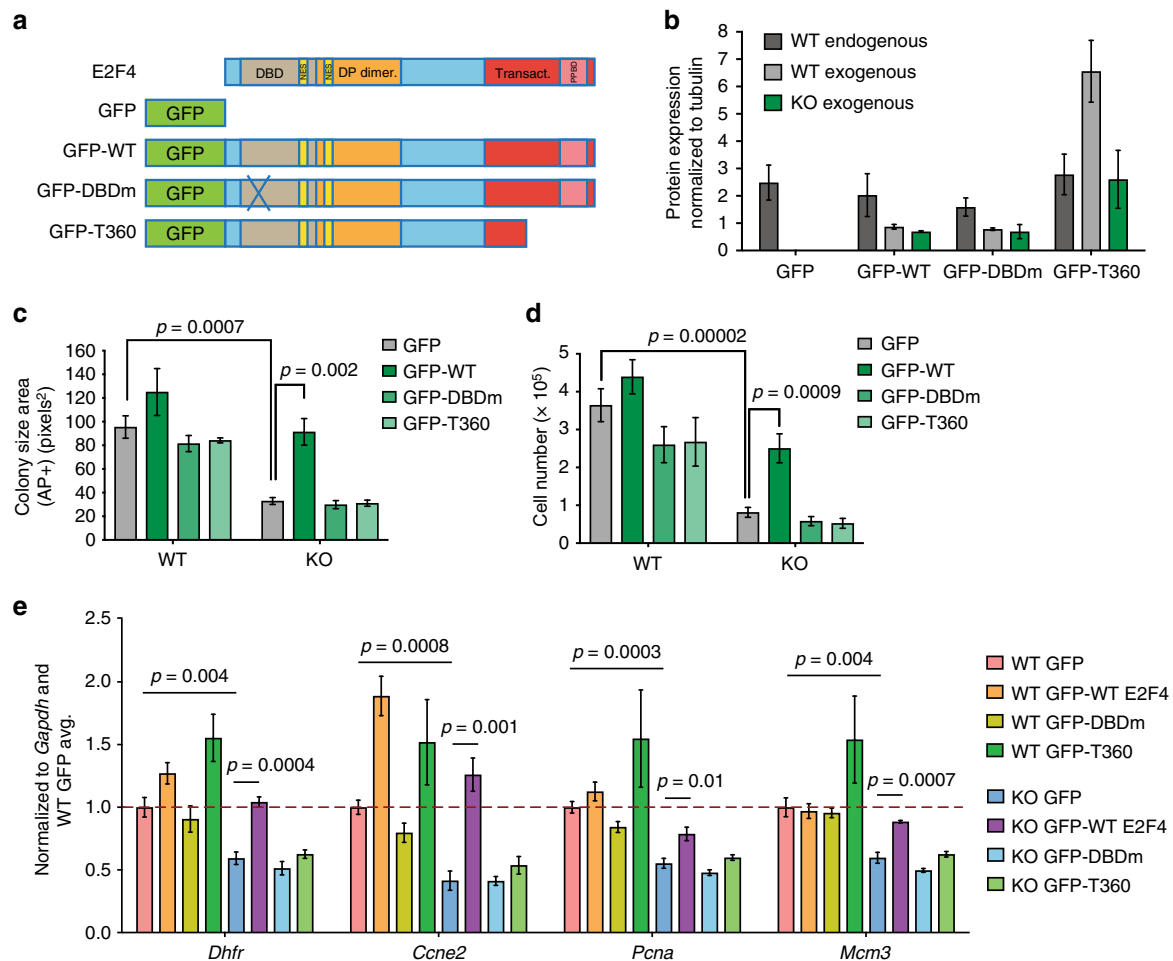 a
E2F4
DBD
NES
NES
DP dimer.
Transact.
PPBD
GFP
GFP
GFP-WT
GFP
GFP-DBDm
GFP
GFP-T360
GFP
b
Protein expression
normalized to tubulin
8
7
6
5
4
3
2
1
0
WT endogenous
WT exogenous
KO exogenous
GFP
GFP-WT
GFP-DBDm
GFP-T360
c
Colony size area
(AP+) (pixels²)
160
140
120
100
80
60
40
20
0
p = 0.0007
p = 0.002
GFP
GFP-WT
GFP-DBDm
GFP-T360
WT
KO
d
Cell number (× 10⁵)
5
4
3
2
1
0
p = 0.00002
p = 0.0009
GFP
GFP-WT
GFP-DBDm
GFP-T360
WT
KO
e
Normalized to Gapdh and
WT GFP avg.
2.5
2.0
1.5
1.0
0.5
0.0
p = 0.004
p = 0.0004
p = 0.0008
p = 0.001
p = 0.0003
p = 0.01
p = 0.004
p = 0.0007
Dhfr
Ccne2
Pcna
Mcm3
WT GFP
WT GFP-WT E2F4
WT GFP-DBDm
WT GFP-T360
KO GFP
KO GFP-WT E2F4
KO GFP-DBDm
KO GFP-T360